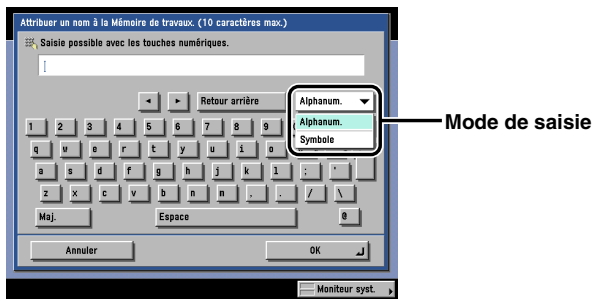 Attribuer un nom à la Mémoire de travaux. (10 caractères max.)
Saisie possible avec les touches numériques.
Retour arrière Alphanum.
Alphanum.
Symbole
Mode de saisie
1 2 3 4 5 6 7 8 9
q w e r t y u i o
a s d f g h j k l ; '
z x c v b n m , . / \
Maj. Espace @
Annuler OK
Moniteur syst.